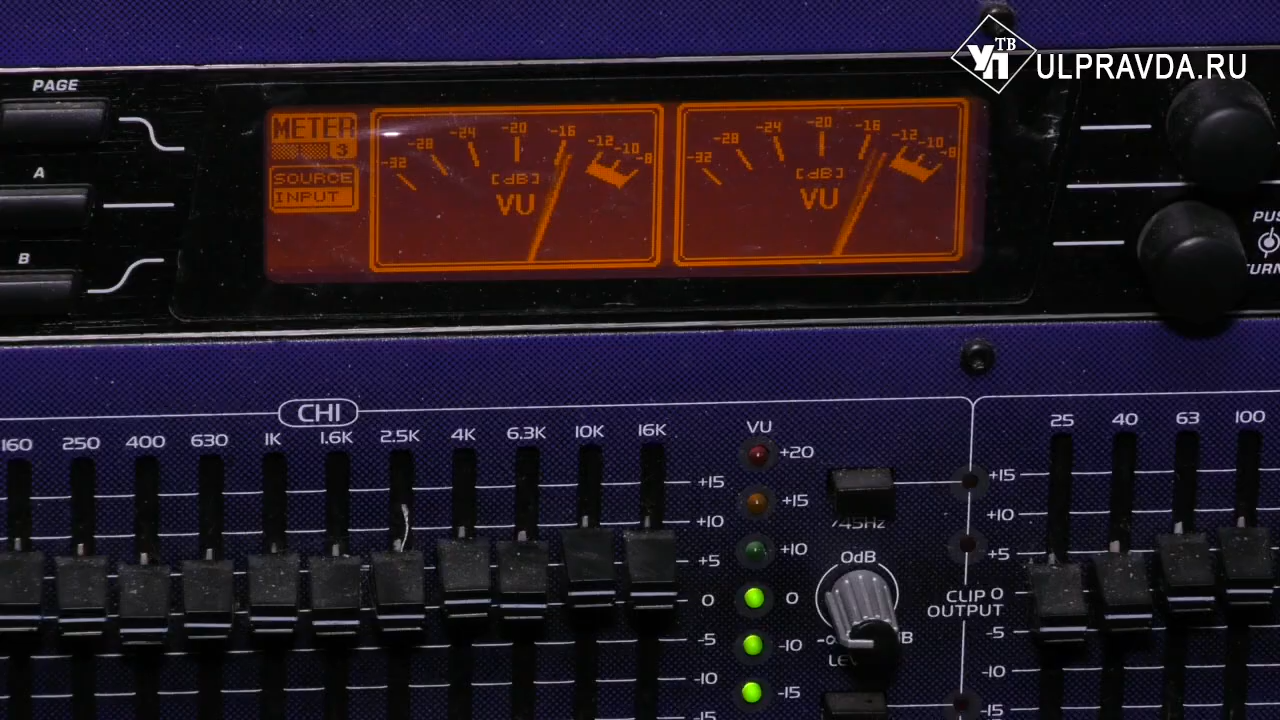 ТВ
УП ULPRAVDA.RU
PAGE
A
B
METER
3
SOURCE
INPUT
-32 -28 -24 -20 -16 -12 -10 -8
[dB]
VU
-32 -28 -24 -20 -16 -12 -10 -8
[dB]
VU
CHI
160 250 400 630 1K 1.6K 2.5K 4K 6.3K 10K 16K
+15
+10
+5
0
-5
-10
-15
VU
+20
+15
+10
0
-10
-15
0dB
CLIP
OUTPUT
25 40 63 100
+15
+10
+5
0
-5
-10
-15